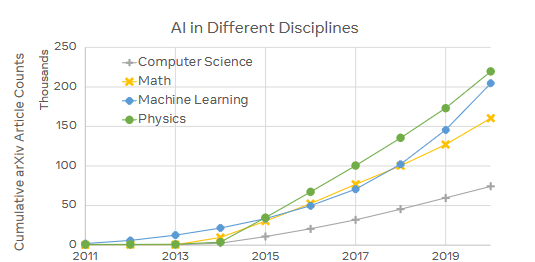 AI in Different Disciplines
Cumulative arXiv Article Counts
Thousands
250
200
150
100
50
0
Computer Science
Math
Machine Learning
Physics
2011
2013
2015
2017
2019